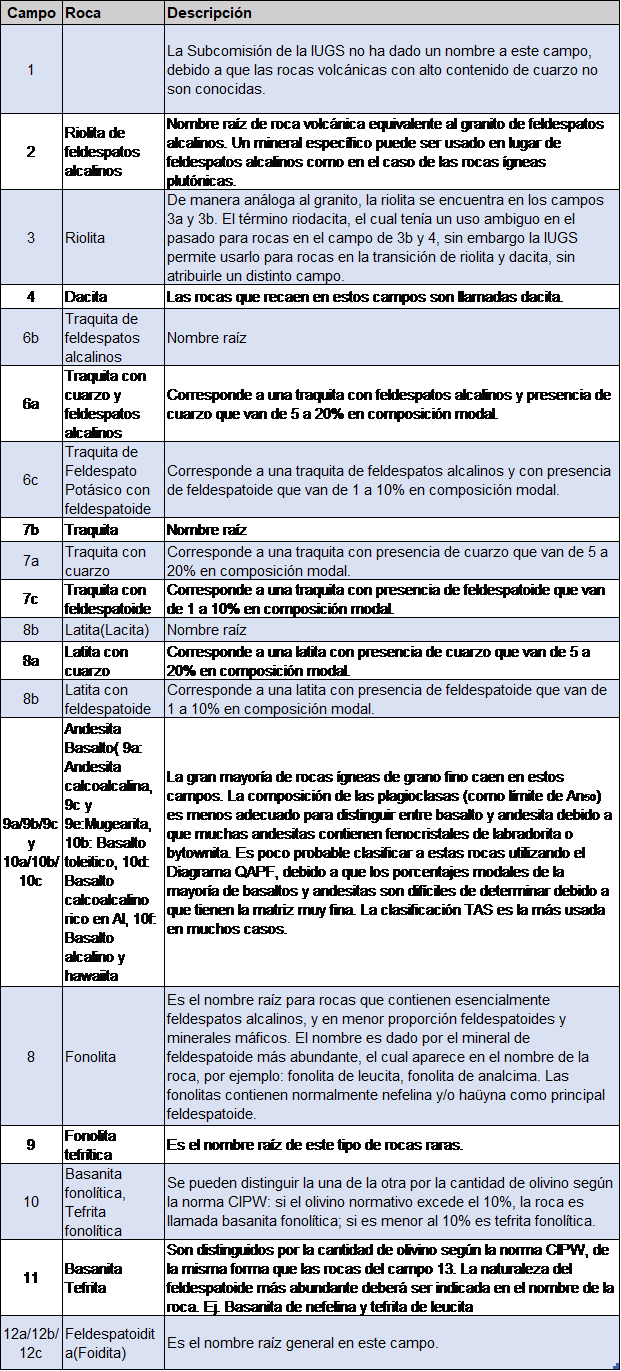 Campo Roca Descripción
1
La Subcomisión de la IUGS no ha dado un nombre a este campo,
debido a que las rocas volcánicas con alto contenido de cuarzo no
son conocidas.
2
Riolita de
feldespatos
alcalinos
Nombre raíz de roca volcánica equivalente al granito de feldespatos
alcalinos. Un mineral específico puede ser usado en lugar de
feldespatos alcalinos como en el caso de las rocas ígneas
plutónicas.
3
Riolita
De manera análoga al granito, la riolita se encuentra en los campos
3a y 3b. El término riodacita, el cual tenía un uso ambiguo en el
pasado para rocas en el campo de 3b y 4, sin embargo la IUGS
permite usarlo para rocas en la transición de riolita y dacita, sin
atribuirle un distinto campo.
4
Dacita
Las rocas que recaen en estos campos son llamadas dacita.
6b
Traquita de
feldespatos
alcalinos
Nombre raíz
6a
Traquita con
cuarzo y
feldespatos
alcalinos
Corresponde a una traquita con feldespatos alcalinos y presencia de
cuarzo que van de 5 a 20% en composición modal.
6c
Traquita de
Feldespato
Potásico con
feldespatoide
Corresponde a una traquita de feldespatos alcalinos y con presencia
de feldespatoide que van de 1 a 10% en composición modal.
7b
Traquita
Nombre raíz
7a
Traquita con
cuarzo
Corresponde a una traquita con presencia de cuarzo que van de 5 a
20% en composición modal.
7c
Traquita con
feldespatoide
Corresponde a una traquita con presencia de feldespatoide que van
de 1 a 10% en composición modal.
8b
Latita(Lacita)
Nombre raíz
8a
Latita con
cuarzo
Corresponde a una latita con presencia de cuarzo que van de 5 a
20% en composición modal.
8b
Latita con
feldespatoide
Corresponde a una latita con presencia de feldespatoide que van de
1 a 10% en composición modal.
9a/9b/9c
y
10a/10b/
10c
Andesita
Basalto( 9a:
Andesita
calcoalcalina,
9c y
9e:Mugearita,
10b: Basalto
toleitico, 10d:
Basalto
calcoalcalino
rico en Al, 10f:
Basalto
alcalino y
hawaiita
La gran mayoría de rocas ígneas de grano fino caen en estos
campos. La composición de las plagioclasas (como límite de An50)
es menos adecuado para distinguir entre basalto y andesita debido a
que muchas andesitas contienen fenocristales de labradorita o
bytownita. Es poco probable clasificar a estas rocas utilizando el
Diagrama QAPF, debido a que los porcentajes modales de la
mayoría de basaltos y andesitas son difíciles de determinar debido a
que tienen la matriz muy fina. La clasificación TAS es la más usada
en muchos casos.
8
Fonolita
Es el nombre raíz para rocas que contienen esencialmente
feldespatos alcalinos, y en menor proporción feldespatoides y
minerales máficos. El nombre es dado por el mineral de
feldespatoide más abundante, el cual aparece en el nombre de la
roca, por ejemplo: fonolita de leucita, fonolita de analcima. Las
fonolitas contienen normalmente nefelina y/o haüyna como principal
feldespatoide.
9
Fonolita
tefrítica
Es el nombre raíz de este tipo de rocas raras.
10
Basanita
fonolítica,
Tefrita
fonolítica
Se pueden distinguir la una de la otra por la cantidad de olivino según
la norma CIPW: si el olivino normativo excede el 10%, la roca es
llamada basanita fonolítica; si es menor al 10% es tefrita fonolítica.
11
Basanita
Tefrita
Son distinguidos por la cantidad de olivino según la norma CIPW, de
la misma forma que las rocas del campo 13. La naturaleza del
feldespatoide más abundante deberá ser indicada en el nombre de la
roca. Ej. Basanita de nefelina y tefrita de leucita
12a/12b/
12c
Feldespatoidit
a(Foidita)
Es el nombre raíz general en este campo.